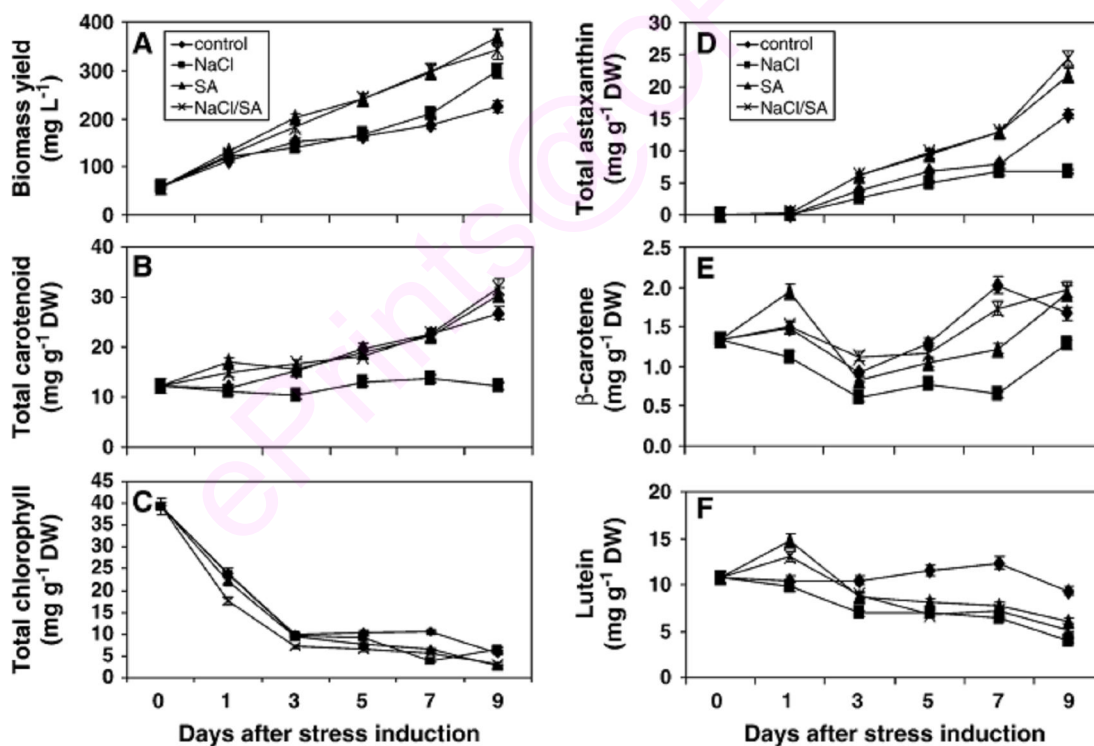 A
control
NaCl
SA
NaCl/SA
Biomass yield
(mg L⁻¹)
400
300
200
100
0
B
Total carotenoid
(mg g⁻¹ DW)
40
30
20
10
0
C
Total chlorophyll
(mg g⁻¹ DW)
45
40
35
30
25
20
15
10
5
0
0 1 3 5 7 9
Days after stress induction
D
control
NaCl
SA
NaCl/SA
Total astaxanthin
(mg g⁻¹ DW)
30
25
20
15
10
5
0
E
β-carotene
(mg g⁻¹ DW)
2.5
2.0
1.5
1.0
0.5
0.0
F
Lutein
(mg g⁻¹ DW)
20
15
10
5
0
0 1 3 5 7 9
Days after stress induction